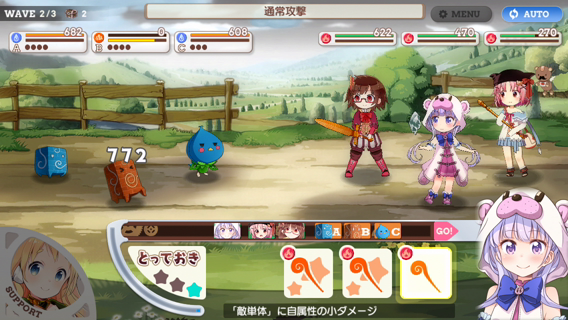 WAVE 2/3 2
通常攻撃
MENU
AUTO
682
A
0
B
608
C
622
470
270
772
A B C GO!
とっておき
SUPPORT
「敵単体」に自属性の小ダメージ